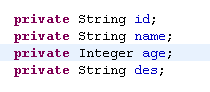 private String id;
private String name;
private Integer age;
private String des;